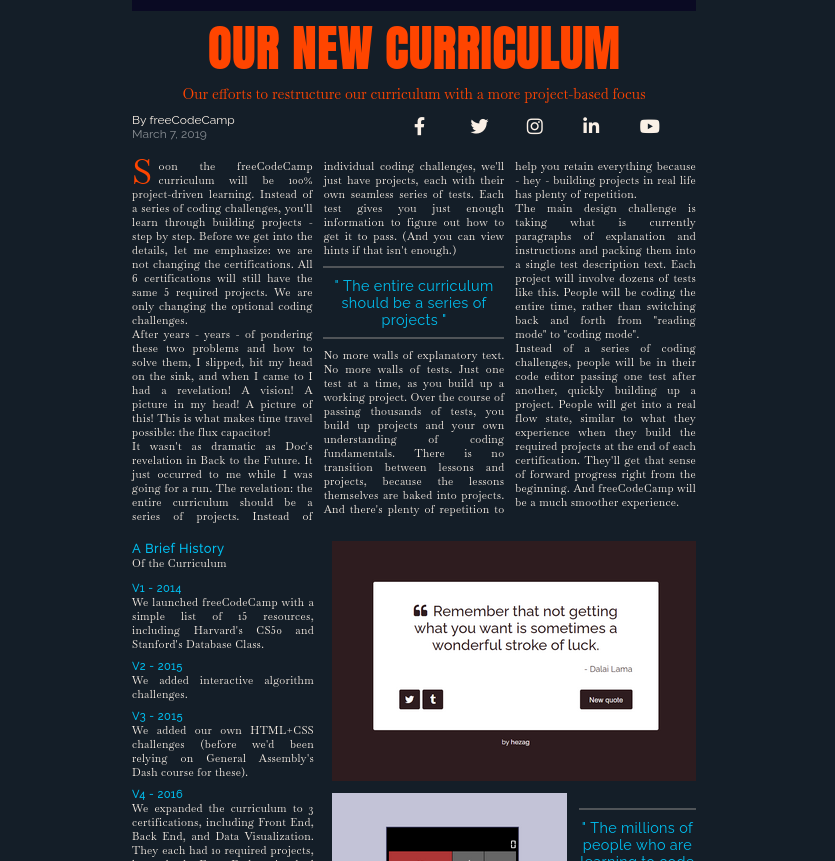 OUR NEW CURRICULUM
Our efforts to restructure our curriculum with a more project-based focus
By freeCodeCamp
March 7, 2019
Soon the freeCodeCamp
curriculum will be 100%
project-driven learning. Instead of
a series of coding challenges, you'll
learn through building projects -
step by step. Before we get into the
details, let me emphasize: we are
not changing the certifications. All
6 certifications will still have the
same 5 required projects. We are
only changing the optional coding
challenges.
After years - years - of pondering
these two problems and how to
solve them, I slipped, hit my head
on the sink, and when I came to I
had a revelation! A vision! A
picture in my head! A picture of
this! This is what makes time travel
possible: the flux capacitor!
It wasn't as dramatic as Doc's
revelation in Back to the Future. It
just occurred to me while I was
going for a run. The revelation: the
entire curriculum should be a
series of projects. Instead of
individual coding challenges, we'll
just have projects, each with their
own seamless series of tests. Each
test gives you just enough
information to figure out how to
get it to pass. (And you can view
hints if that isn't enough.)
" The entire curriculum
should be a series of
projects "
No more walls of explanatory text.
No more walls of tests. Just one
test at a time, as you build up a
working project. Over the course of
passing thousands of tests, you
build up projects and your own
understanding of coding
fundamentals. There is no
transition between lessons and
projects, because the lessons
themselves are baked into projects.
And there's plenty of repetition to
help you retain everything because
- hey - building projects in real life
has plenty of repetition.
The main design challenge is
taking what is currently
paragraphs of explanation and
instructions and packing them into
a single test description text. Each
project will involve dozens of tests
like this. People will be coding the
entire time, rather than switching
back and forth from "reading
mode" to "coding mode".
Instead of a series of coding
challenges, people will be in their
code editor passing one test after
another, quickly building up a
project. People will get into a real
flow state, similar to what they
experience when they build the
required projects at the end of each
certification. They'll get that sense
of forward progress right from the
beginning. And freeCodeCamp will
be a much smoother experience.
A Brief History
Of the Curriculum
V1 - 2014
We launched freeCodeCamp with a
simple list of 15 resources,
including Harvard's CS50 and
Stanford's Database Class.
V2 - 2015
We added interactive algorithm
challenges.
V3 - 2015
We added our own HTML+CSS
challenges (before we'd been
relying on General Assembly's
Dash course for these).
V4 - 2016
We expanded the curriculum to 3
certifications, including Front End,
Back End, and Data Visualization.
They each had 10 required projects,
Remember that not getting
what you want is sometimes a
wonderful stroke of luck.
- Dalai Lama
New quote
by hezag
" The millions of
people who are
learning to code